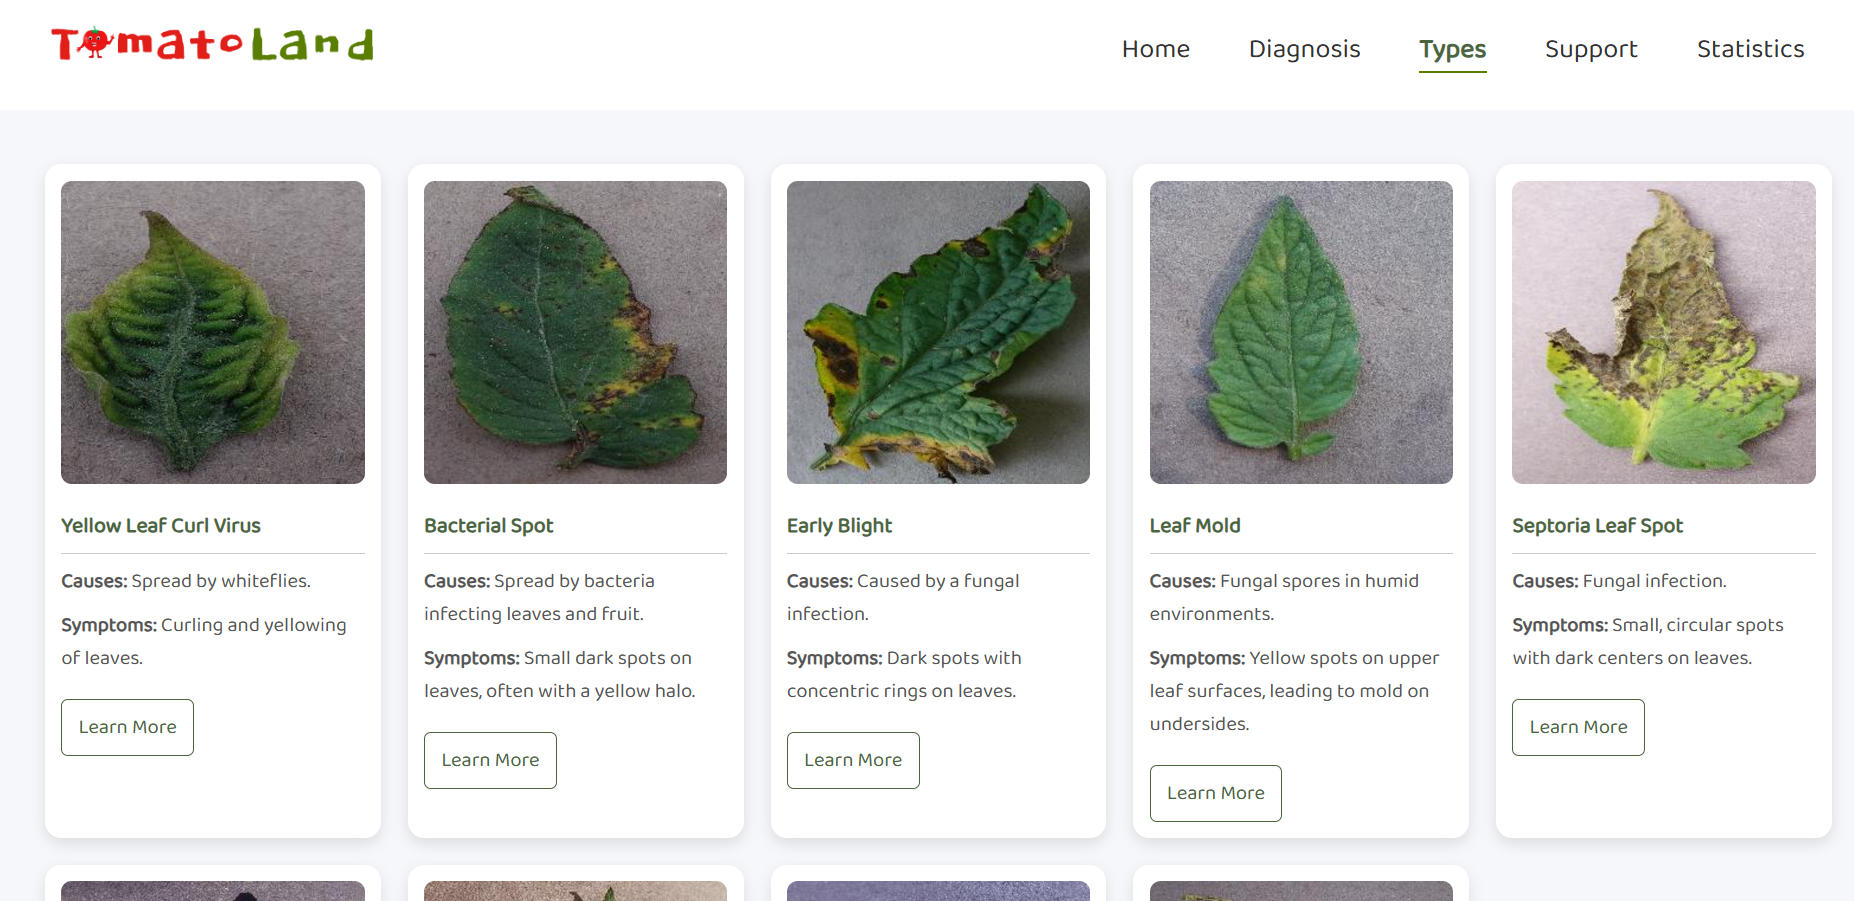 TomatoLand
Home
Diagnosis
Types
Support
Statistics
Yellow Leaf Curl Virus
Causes: Spread by whiteflies.
Symptoms: Curling and yellowing
of leaves.
Learn More
Bacterial Spot
Causes: Spread by bacteria
infecting leaves and fruit.
Symptoms: Small dark spots on
leaves, often with a yellow halo.
Learn More
Early Blight
Causes: Caused by a fungal
infection.
Symptoms: Dark spots with
concentric rings on leaves.
Learn More
Leaf Mold
Causes: Fungal spores in humid
environments.
Symptoms: Yellow spots on upper
leaf surfaces, leading to mold on
undersides.
Learn More
Septoria Leaf Spot
Causes: Fungal infection.
Symptoms: Small, circular spots
with dark centers on leaves.
Learn More